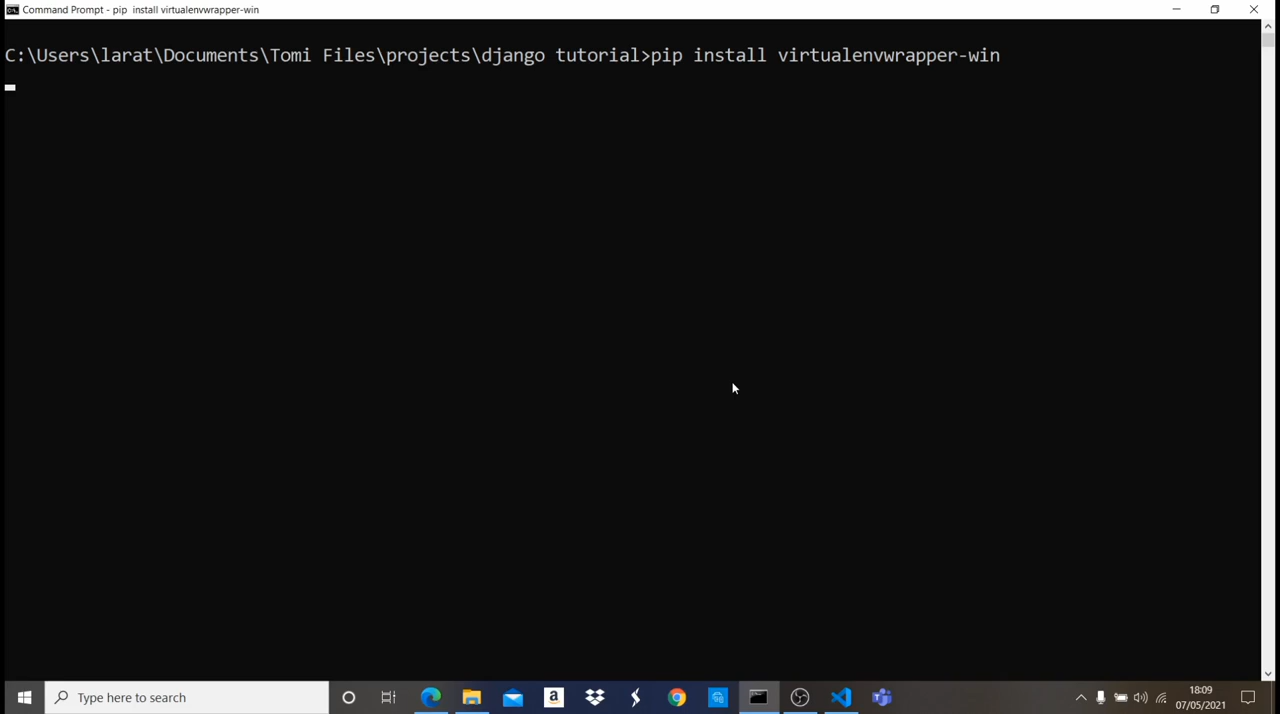 Command Prompt - pip  install virtualenvwrapper-win
C:\Users\larat\Documents\Tomi Files\projects\django tutorial>pip install virtualenvwrapper-win
Type here to search
18:09
07/05/2021